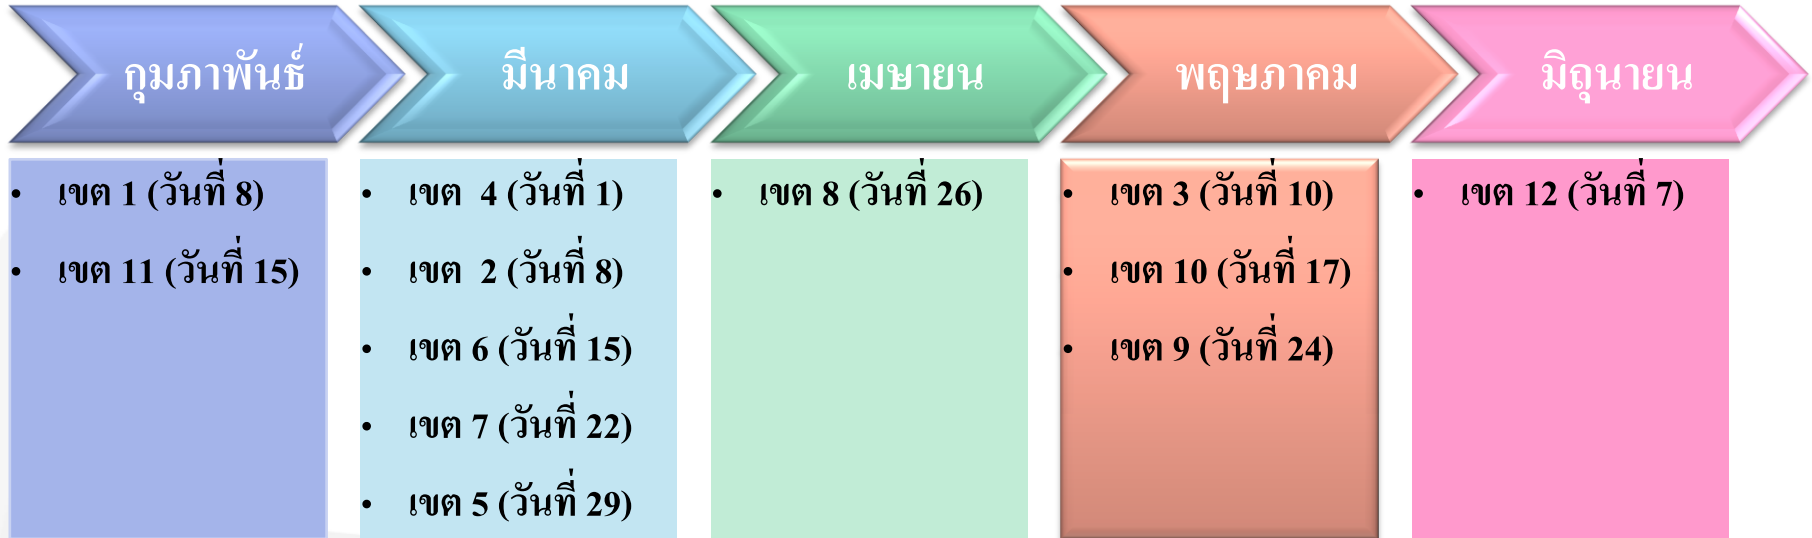 กุมภาพันธ์
มีนาคม
เมษายน
พฤษภาคม
มิถุนายน
• เขต 1 (วันที่ 8)
• เขต 11 (วันที่ 15)
• เขต 4 (วันที่ 1)
• เขต 2 (วันที่ 8)
• เขต 6 (วันที่ 15)
• เขต 7 (วันที่ 22)
• เขต 5 (วันที่ 29)
• เขต 8 (วันที่ 26)
• เขต 3 (วันที่ 10)
• เขต 10 (วันที่ 17)
• เขต 9 (วันที่ 24)
• เขต 12 (วันที่ 7)